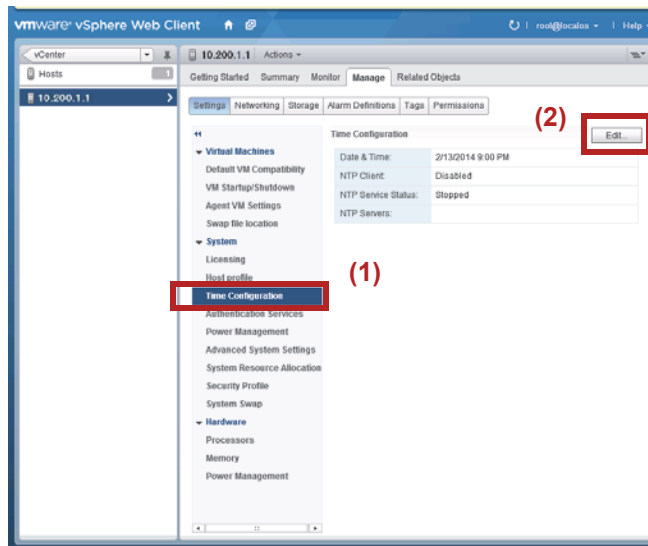 vmware® vSphere Web Client
root@localos
Help
vCenter
Hosts 1
10.200.1.1
10.200.1.1 Actions
Getting Started Summary Monitor Manage Related Objects
Settings Networking Storage Alarm Definitions Tags Permissions
Time Configuration
(2)
Edit...
Date & Time: 2/13/2014 9:00 PM
NTP Client: Disabled
NTP Service Status: Stopped
NTP Servers:
Virtual Machines
Default VM Compatibility
VM Startup/Shutdown
Agent VM Settings
Swap file location
System
Licensing
Host profile
Time Configuration
(1)
Authentication Services
Power Management
Advanced System Settings
System Resource Allocation
Security Profile
System Swap
Hardware
Processors
Memory
Power Management